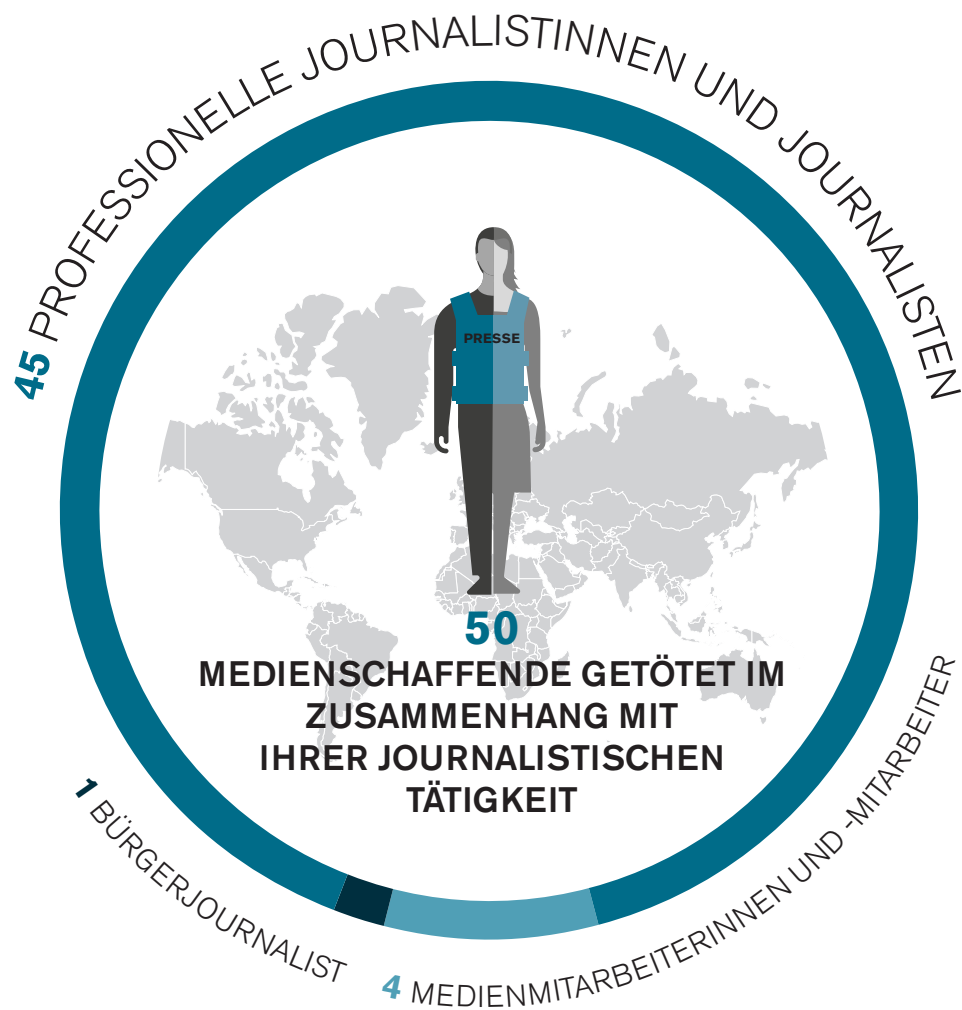 45 PROFESSIONELLE JOURNALISTINNEN UND JOURNALISTEN
PRESSE
50
MEDIENSCHAFFENDE GETÖTET IM
ZUSAMMENHANG MIT
IHRER JOURNALISTISCHEN
TÄTIGKEIT
1 BÜRGERJOURNALIST
4 MEDIENMITARBEITERINNEN UND -MITARBEITER